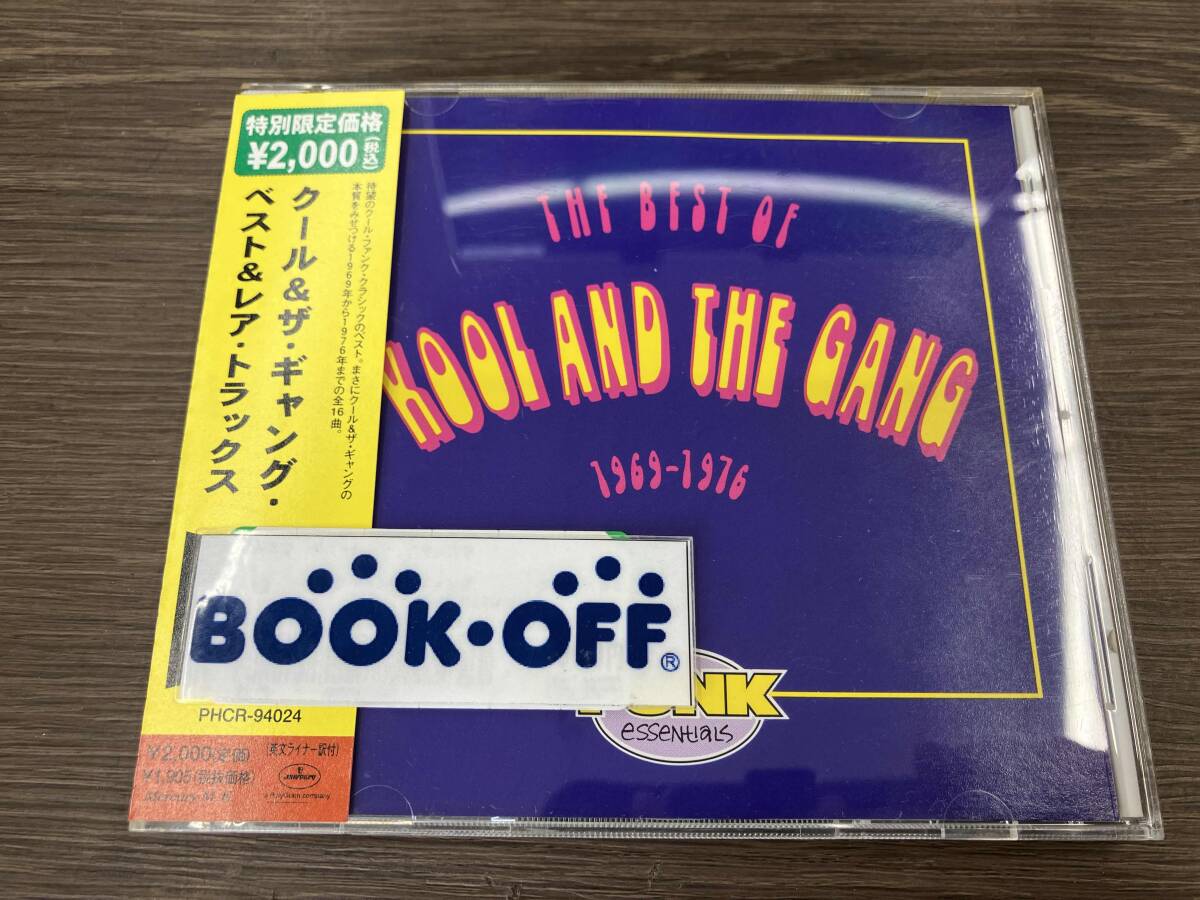 特別限定価格
¥2,000(税込)
待望のクール・ファンク・クラシックのベスト。まさにクール&ザ・ギャングの
本質をみせつける1969年から1976年までの全16曲。
クール&ザ・ギャング・
ベスト&レア・トラックス
THE BEST OF
KOOL AND THE GANG
1969-1976
BOOK・OFF®
FUNK
essentials
PHCR-94024
¥2,000(定価)
(英文ライナー訳付)
¥1,905(税抜価格)
Mercury
a PolyGram company